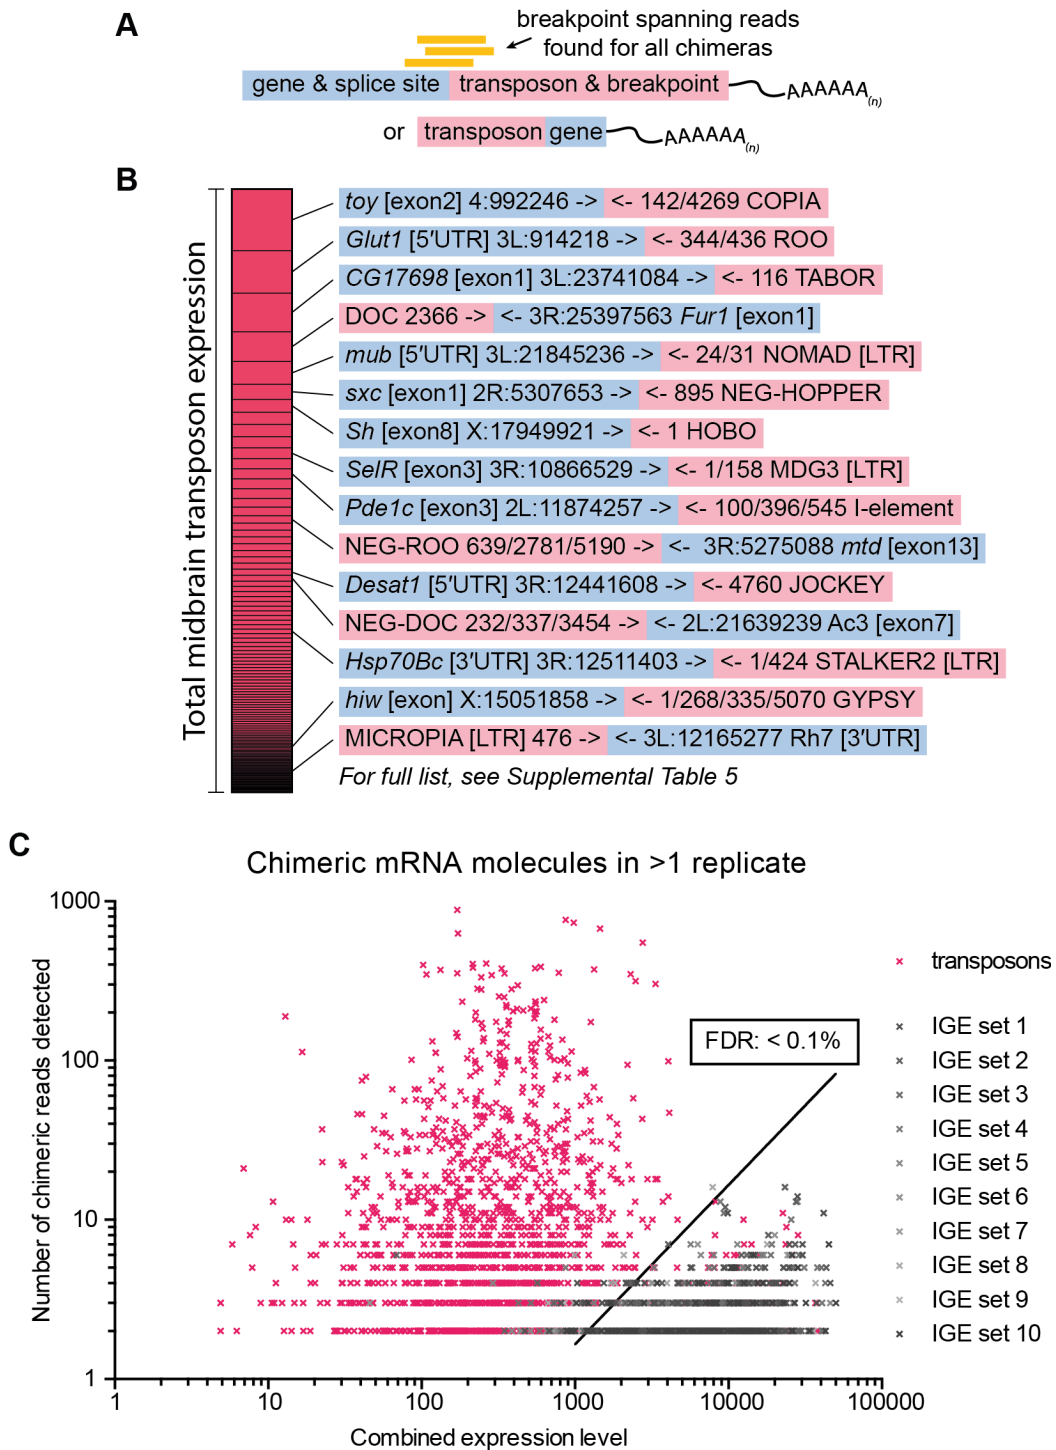 A
breakpoint spanning reads
found for all chimeras
gene & splice site transposon & breakpoint AAAAAA(n)
or transposon gene AAAAAA(n)
B
Total midbrain transposon expression
toy [exon2] 4:992246 -> <- 142/4269 COPIA
Glut1 [5'UTR] 3L:914218 -> <- 344/436 ROO
CG17698 [exon1] 3L:23741084 -> <- 116 TABOR
DOC 2366 -> <- 3R:25397563 Fur1 [exon1]
mub [5'UTR] 3L:21845236 -> <- 24/31 NOMAD [LTR]
sxc [exon1] 2R:5307653 -> <- 895 NEG-HOPPER
Sh [exon8] X:17949921 -> <- 1 HOBO
SelR [exon3] 3R:10866529 -> <- 1/158 MDG3 [LTR]
Pde1c [exon3] 2L:11874257 -> <- 100/396/545 I-element
NEG-ROO 639/2781/5190 -> <- 3R:5275088 mtd [exon13]
Desat1 [5'UTR] 3R:12441608 -> <- 4760 JOCKEY
NEG-DOC 232/337/3454 -> <- 2L:21639239 Ac3 [exon7]
Hsp70Bc [3'UTR] 3R:12511403 -> <- 1/424 STALKER2 [LTR]
hiw [exon] X:15051858 -> <- 1/268/335/5070 GYPSY
MICROPIA [LTR] 476 -> <- 3L:12165277 Rh7 [3'UTR]
For full list, see Supplemental Table 5
C
Chimeric mRNA molecules in >1 replicate
Number of chimeric reads detected
1000
100
10
1
1 10 100 1000 10000 100000
Combined expression level
FDR: < 0.1%
transposons
IGE set 1
IGE set 2
IGE set 3
IGE set 4
IGE set 5
IGE set 6
IGE set 7
IGE set 8
IGE set 9
IGE set 10